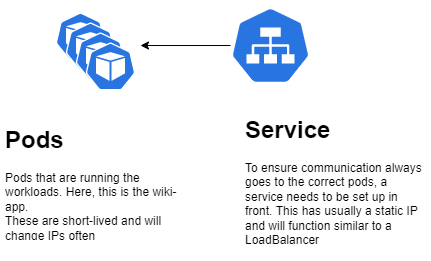 Pods
Pods that are running the
workloads. Here, this is the wiki-
app.
These are short-lived and will
change IPs often
Service
To ensure communication always
goes to the correct pods, a
service needs to be set up in
front. This has usually a static IP
and will function similar to a
LoadBalancer